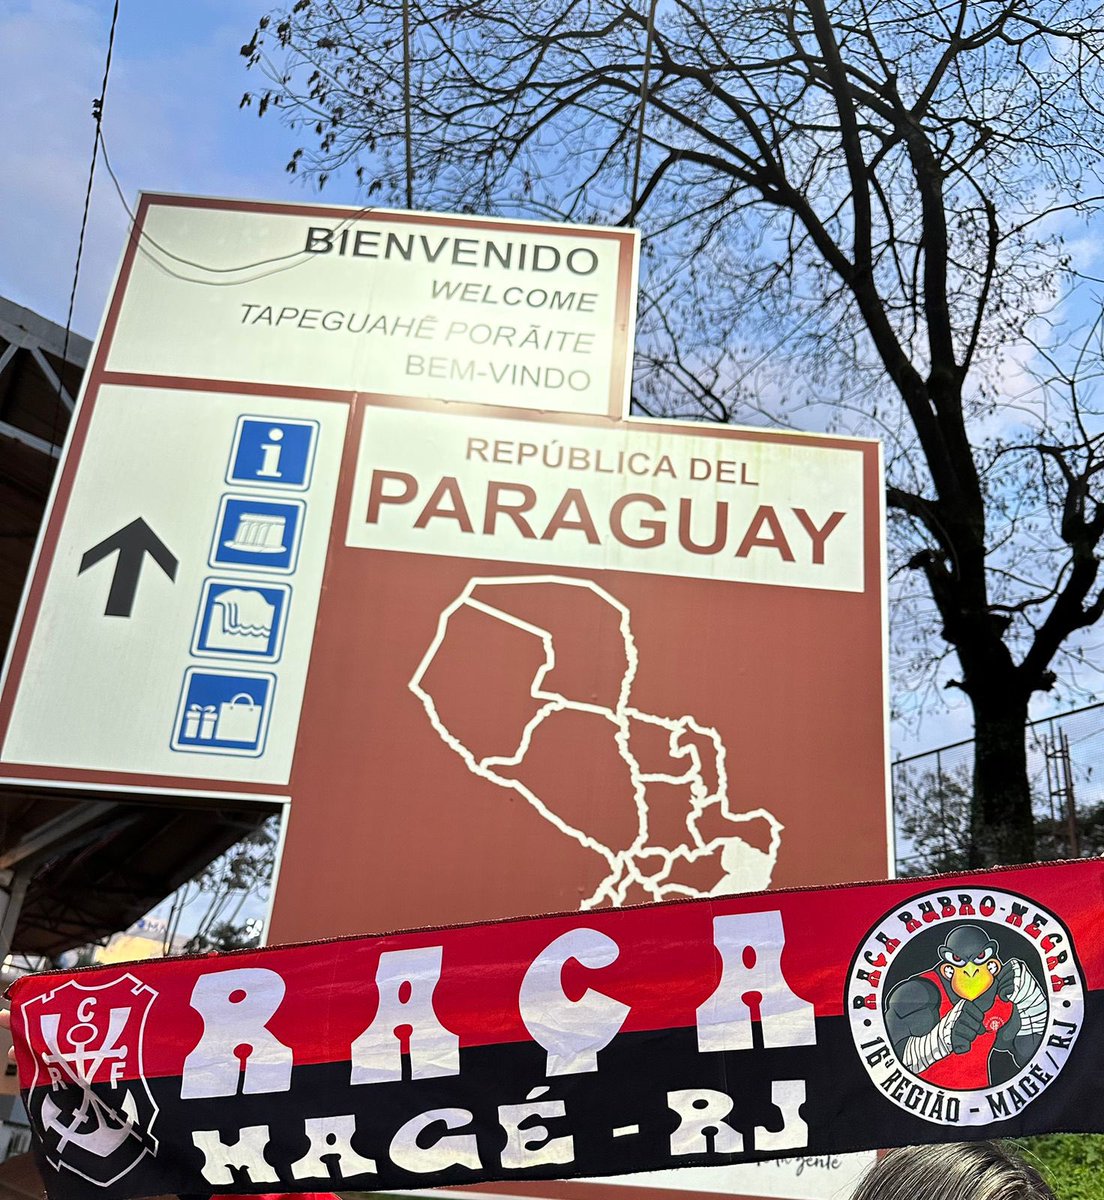 BIENVENIDO
WELCOME
TAPEGUAHẼ PORÃITE
BEM-VINDO
REPÚBLICA DEL
PARAGUAY
RAÇA
MAGÉ - RJ
C
R F
RAÇA RUBRO-NEGRA
16ª REGIÃO - MAGÉ/RJ